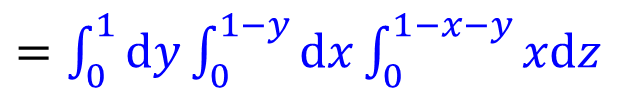 = ∫₀¹ dy ∫₀^{1−y} dx ∫₀^{1−x−y} xdz